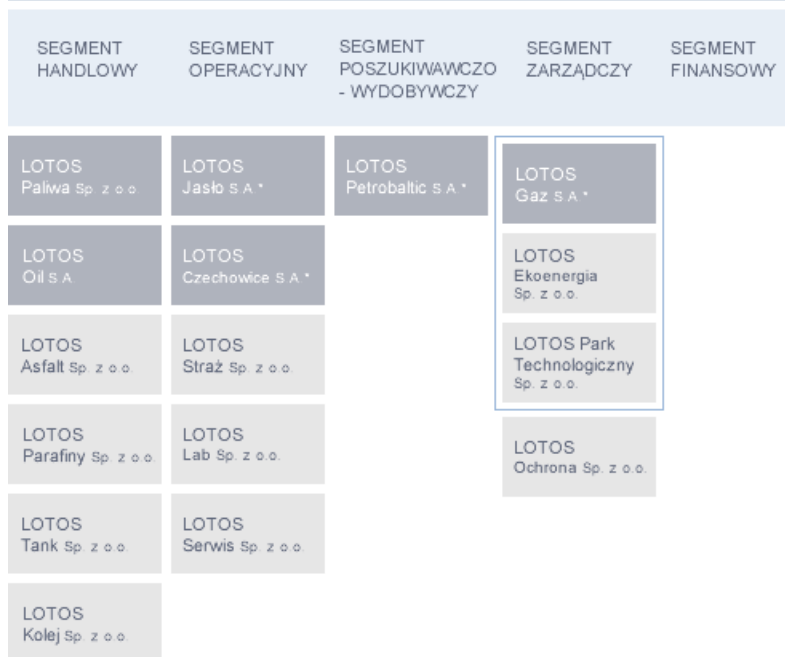 SEGMENT
HANDLOWY
SEGMENT
OPERACYJNY
SEGMENT
POSZUKIWAWCZO
- WYDOBYWCZY
SEGMENT
ZARZĄDCZY
SEGMENT
FINANSOWY
LOTOS
Paliwa Sp. z o.o.
LOTOS
Oil S.A.
LOTOS
Asfalt Sp. z o.o.
LOTOS
Parafiny Sp. z o.o.
LOTOS
Tank Sp. z o.o.
LOTOS
Kolej Sp. z o.o.
LOTOS
Jasło S.A.*
LOTOS
Czechowice S.A.*
LOTOS
Straż Sp. z o.o.
LOTOS
Lab Sp. z o.o.
LOTOS
Serwis Sp. z o.o.
LOTOS
Petrobaltic S.A.*
LOTOS
Gaz S.A.*
LOTOS
Ekoenergia
Sp. z o.o.
LOTOS Park
Technologiczny
Sp. z o.o.
LOTOS
Ochrona Sp. z o.o.